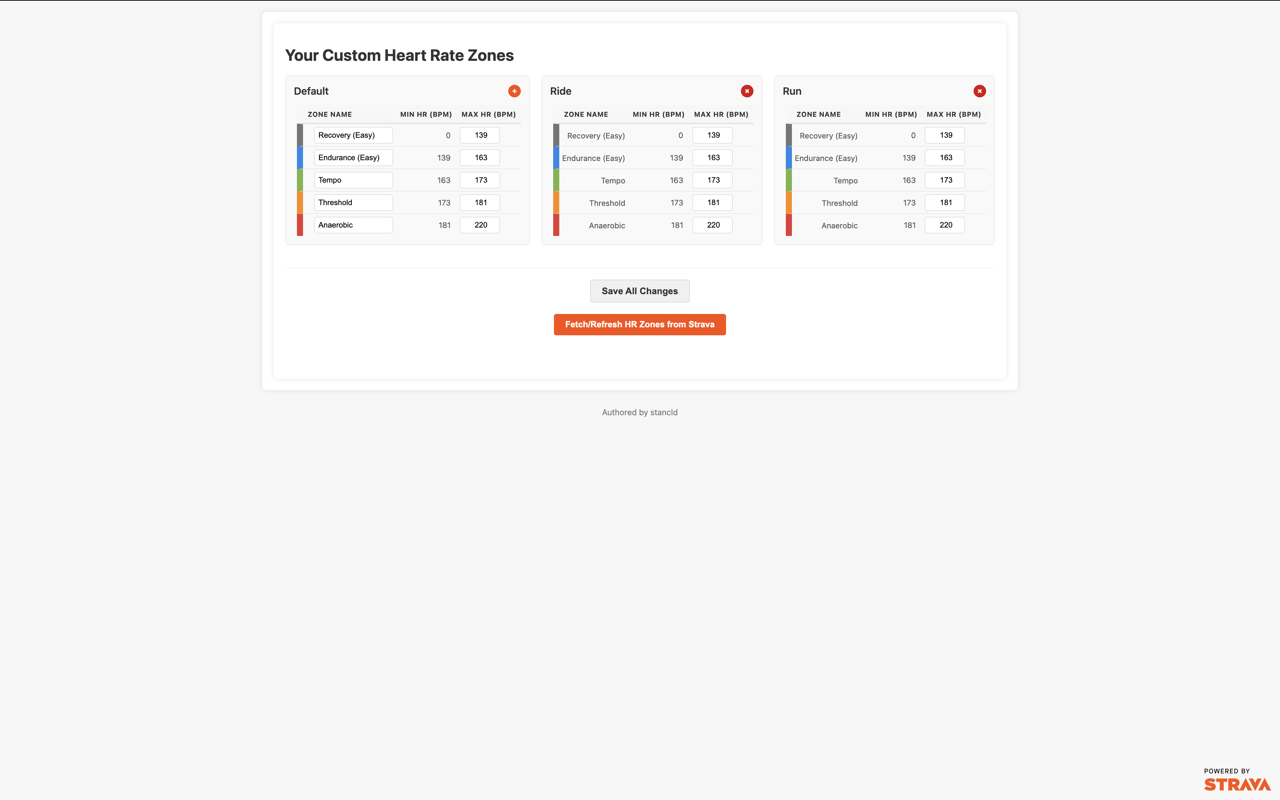 Your Custom Heart Rate Zones
Default
ZONE NAME MIN HR (BPM) MAX HR (BPM)
Recovery (Easy) 0 139
Endurance (Easy) 139 163
Tempo 163 173
Threshold 173 181
Anaerobic 181 220
Ride
ZONE NAME MIN HR (BPM) MAX HR (BPM)
Recovery (Easy) 0 139
Endurance (Easy) 139 163
Tempo 163 173
Threshold 173 181
Anaerobic 181 220
Run
ZONE NAME MIN HR (BPM) MAX HR (BPM)
Recovery (Easy) 0 139
Endurance (Easy) 139 163
Tempo 163 173
Threshold 173 181
Anaerobic 181 220
Save All Changes
Fetch/Refresh HR Zones from Strava
Authored by stancld
POWERED BY
STRAVA